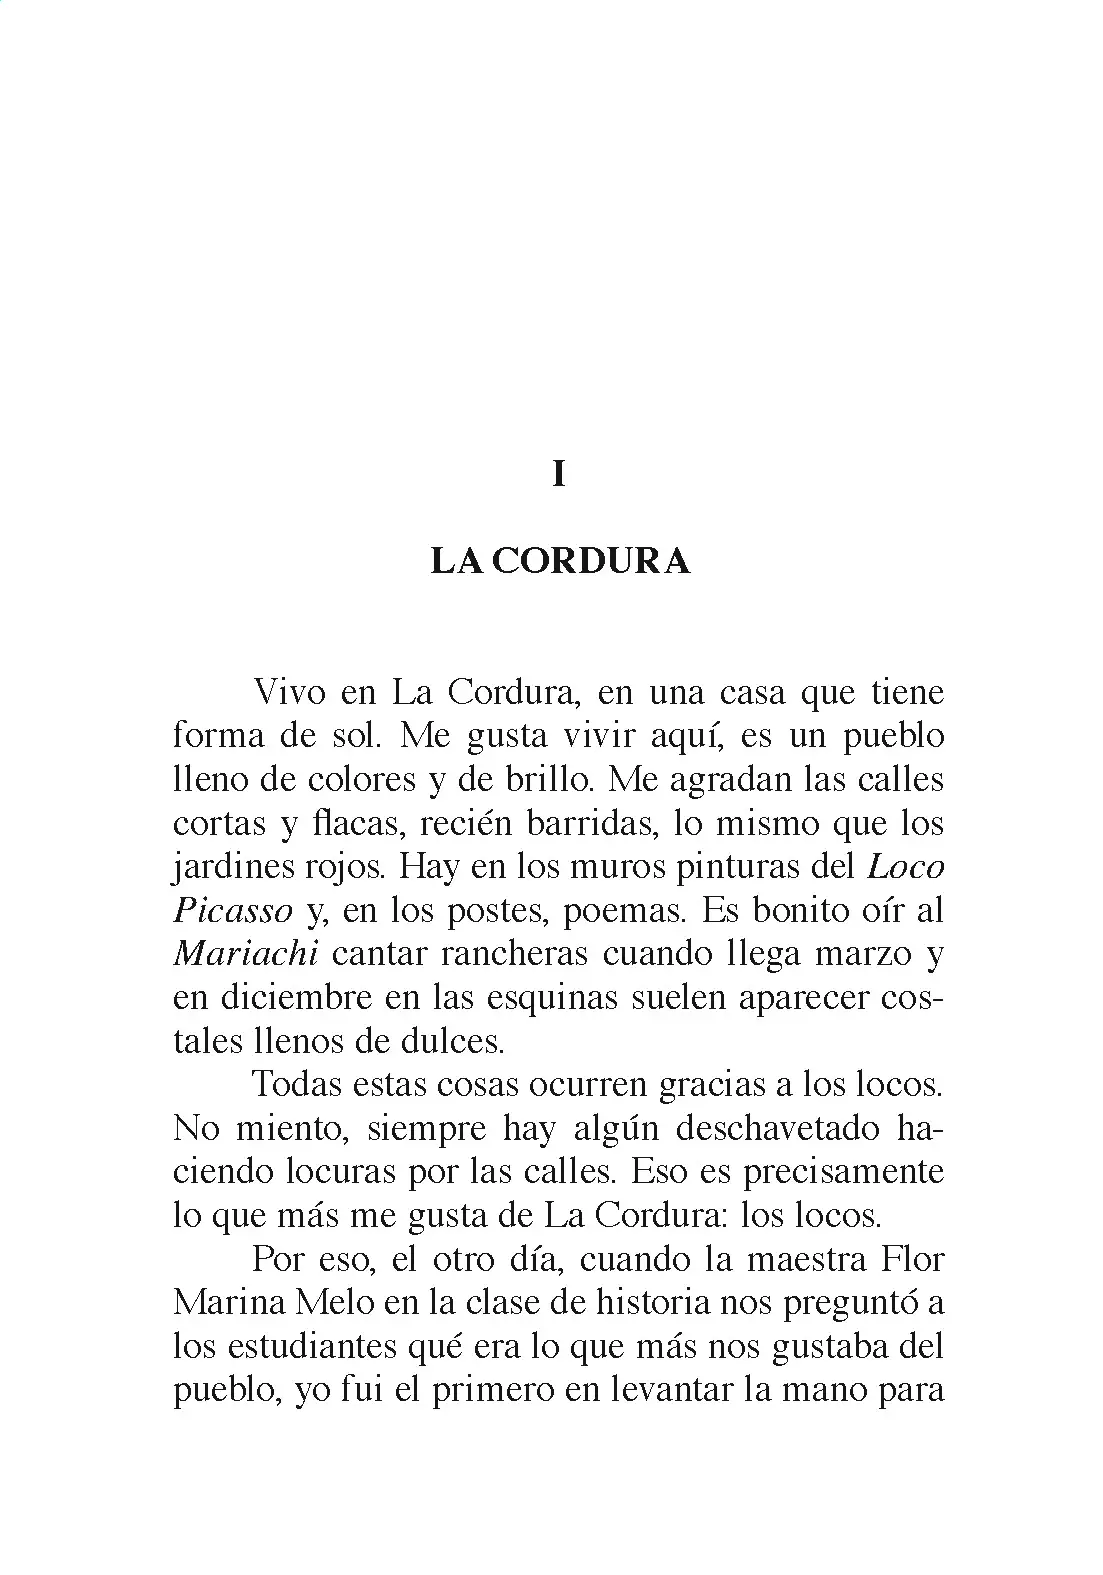 I
LA CORDURA
Vivo en La Cordura, en una casa que tiene
forma de sol. Me gusta vivir aquí, es un pueblo
lleno de colores y de brillo. Me agradan las calles
cortas y flacas, recién barridas, lo mismo que los
jardines rojos. Hay en los muros pinturas del Loco
Picasso y, en los postes, poemas. Es bonito oír al
Mariachi cantar rancheras cuando llega marzo y
en diciembre en las esquinas suelen aparecer cos-
tales llenos de dulces.
Todas estas cosas ocurren gracias a los locos.
No miento, siempre hay algún deschavetado ha-
ciendo locuras por las calles. Eso es precisamente
lo que más me gusta de La Cordura: los locos.
Por eso, el otro día, cuando la maestra Flor
Marina Melo en la clase de historia nos preguntó a
los estudiantes qué era lo que más nos gustaba del
pueblo, yo fui el primero en levantar la mano para